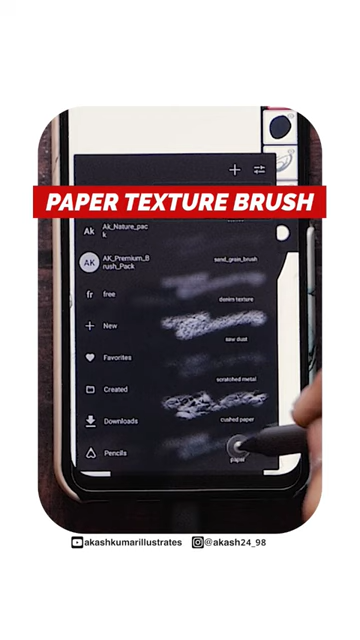 PAPER TEXTURE BRUSH
Ak
Ak_Nature_pac
k
AK
AK_Premium_B
rush_Pack
send_grain_brush
fr
free
denim texture
New
saw dust
Favorites
scratched metal
Created
cushed paper
Downloads
Pencils
paper
akashkumarillustrates
@akash24_98